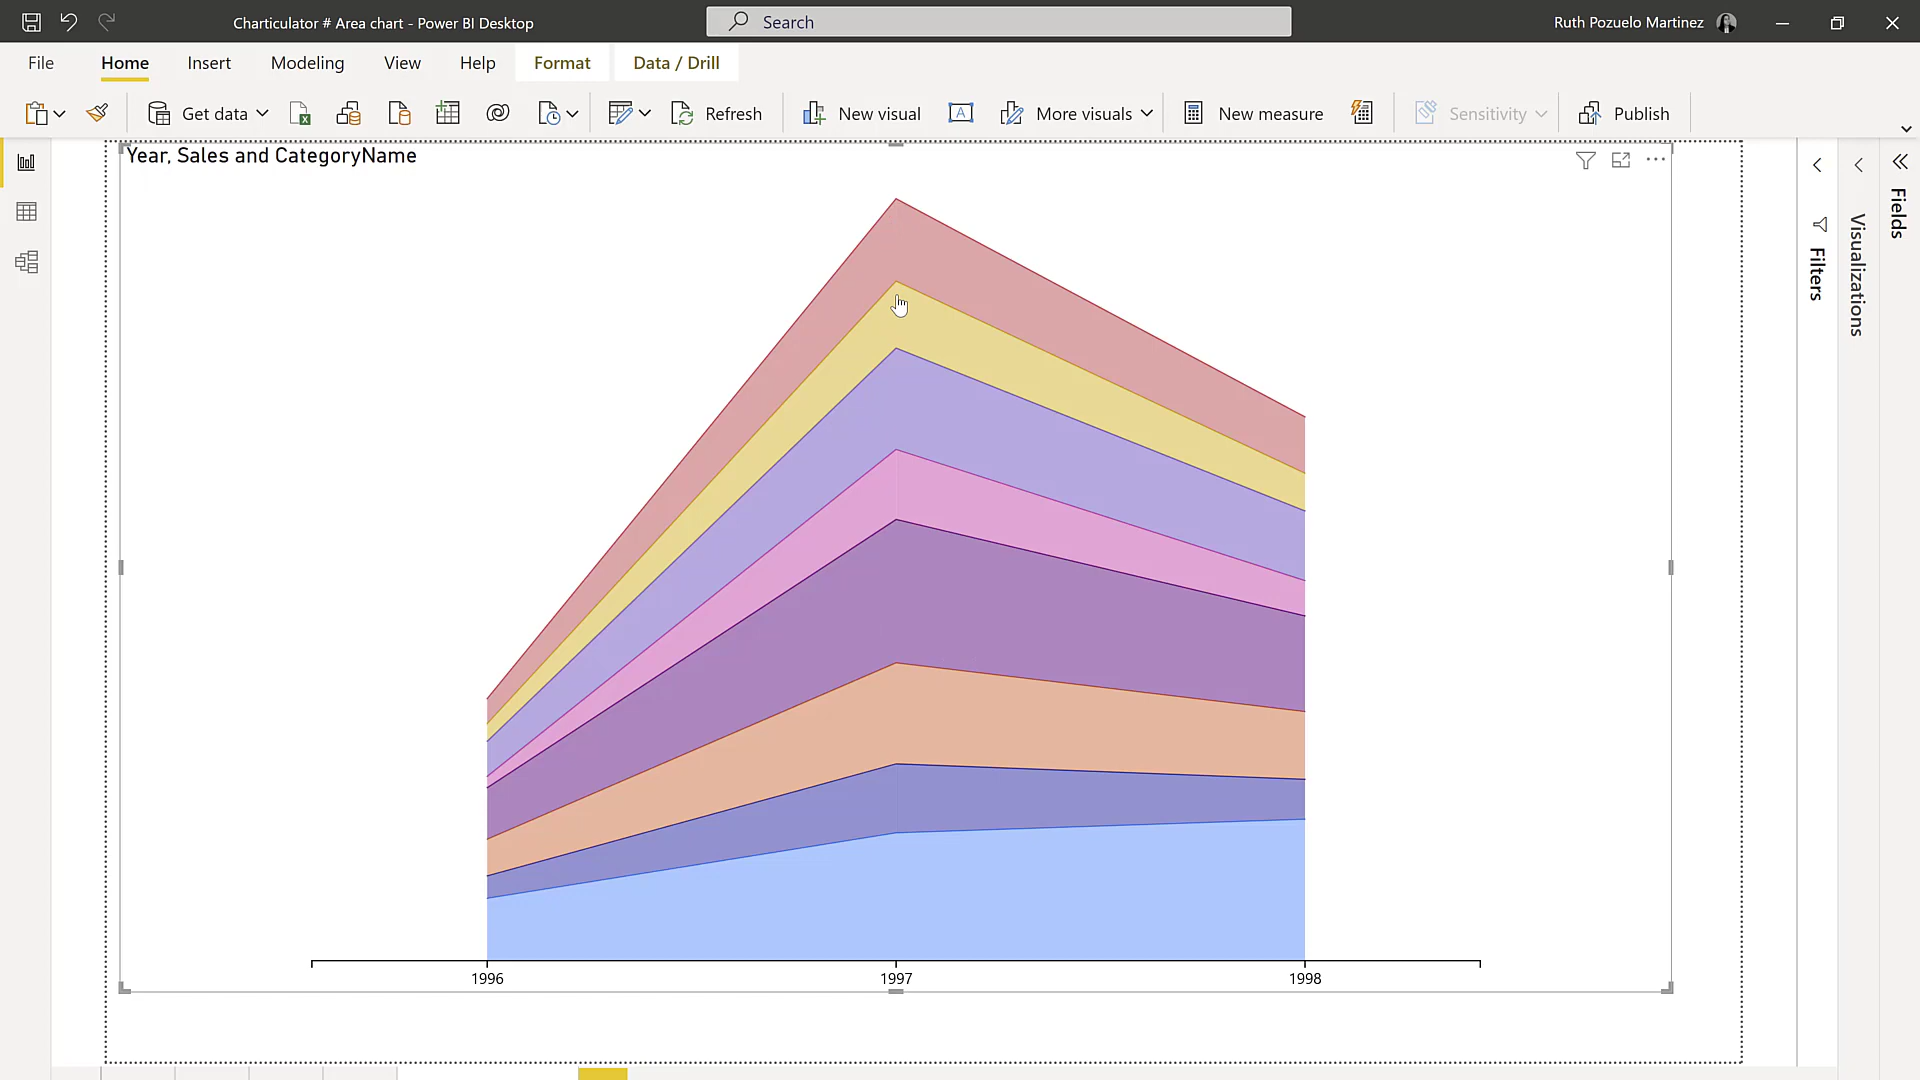 Charticulator # Area chart - Power BI Desktop
Search
Ruth Pozuelo Martinez
File
Home
Insert
Modeling
View
Help
Format
Data / Drill
Get data
Refresh
New visual
A
More visuals
New measure
Sensitivity
Publish
Year, Sales and CategoryName
Filters
Visualizations
Fields
1996
1997
1998